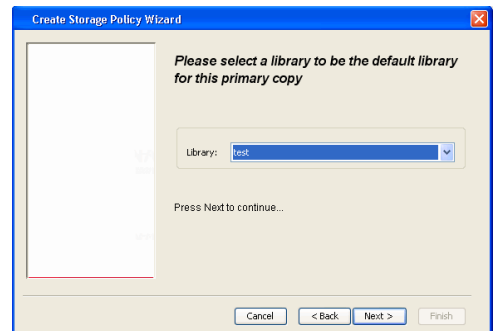 Create Storage Policy Wizard
Please select a library to be the default library
for this primary copy
Library: test
Press Next to continue...
Cancel < Back Next > Finish